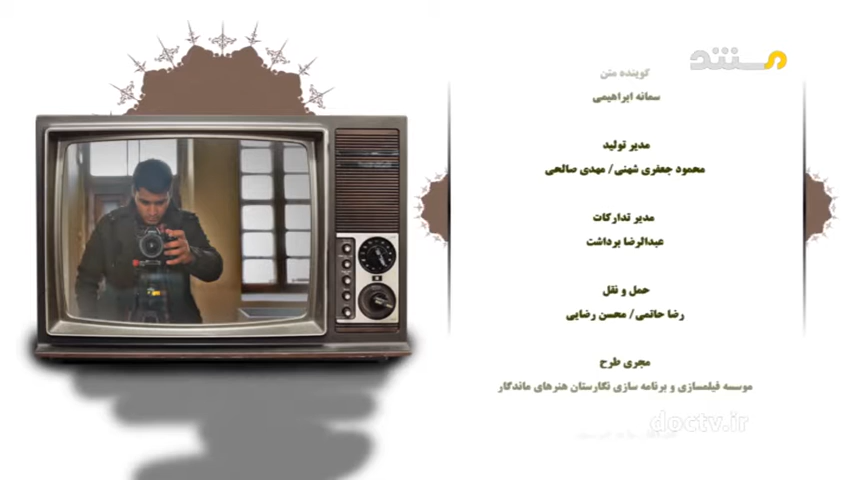 مستند
گوینده متن
سمانه ابراهیمی
مدیر تولید
محمود جعفری شهنی/ مهدی صالحی
مدیر تدارکات
عبدالرضا برداشت
حمل و نقل
رضا حاتمی/ محسن رضایی
مجری طرح
موسسه فیلمسازی و برنامه سازی نگارستان هنرهای ماندگار
doctv.ir